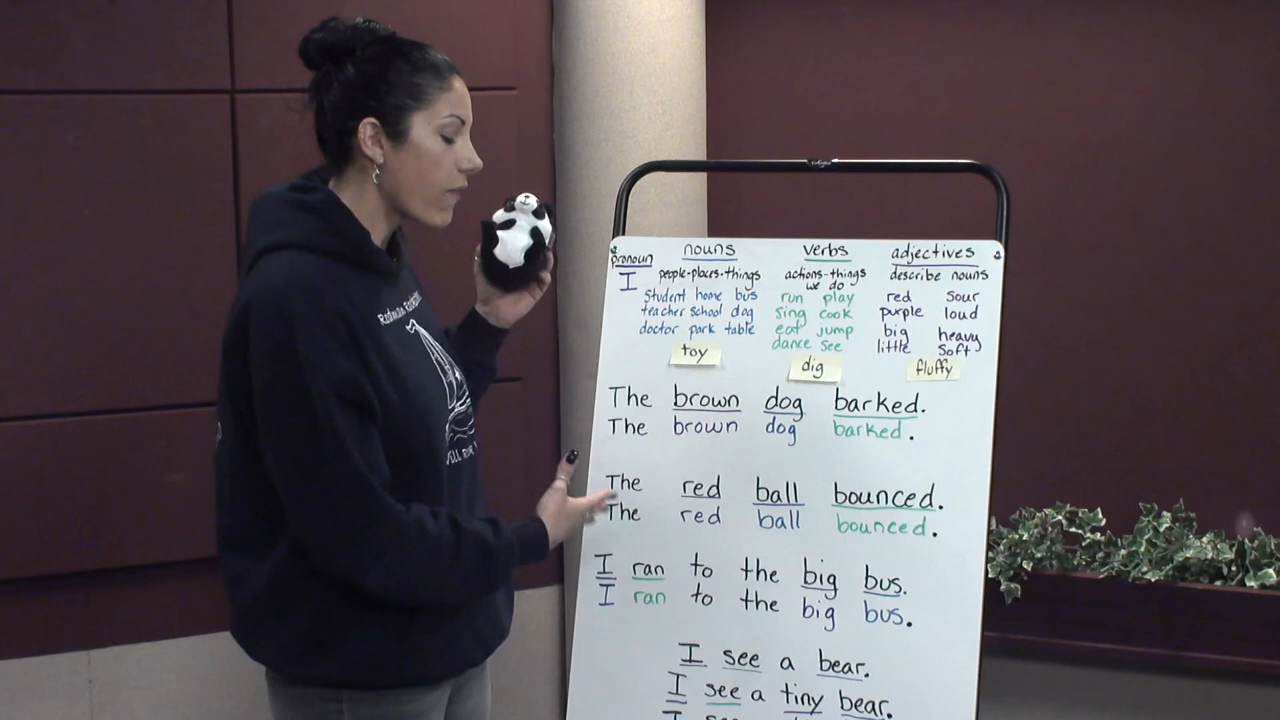 pronoun nouns verbs adjectives
I people-places-things actions-things we do describe nouns
student home bus run play red sour
teacher school dog sing cook purple loud
doctor park table eat jump big heavy
dance see little soft
toy dig fluffy
The brown dog barked.
The brown dog barked.
The red ball bounced.
The red ball bounced.
I ran to the big bus.
I ran to the big bus.
I see a bear.
I see a tiny bear.
I see